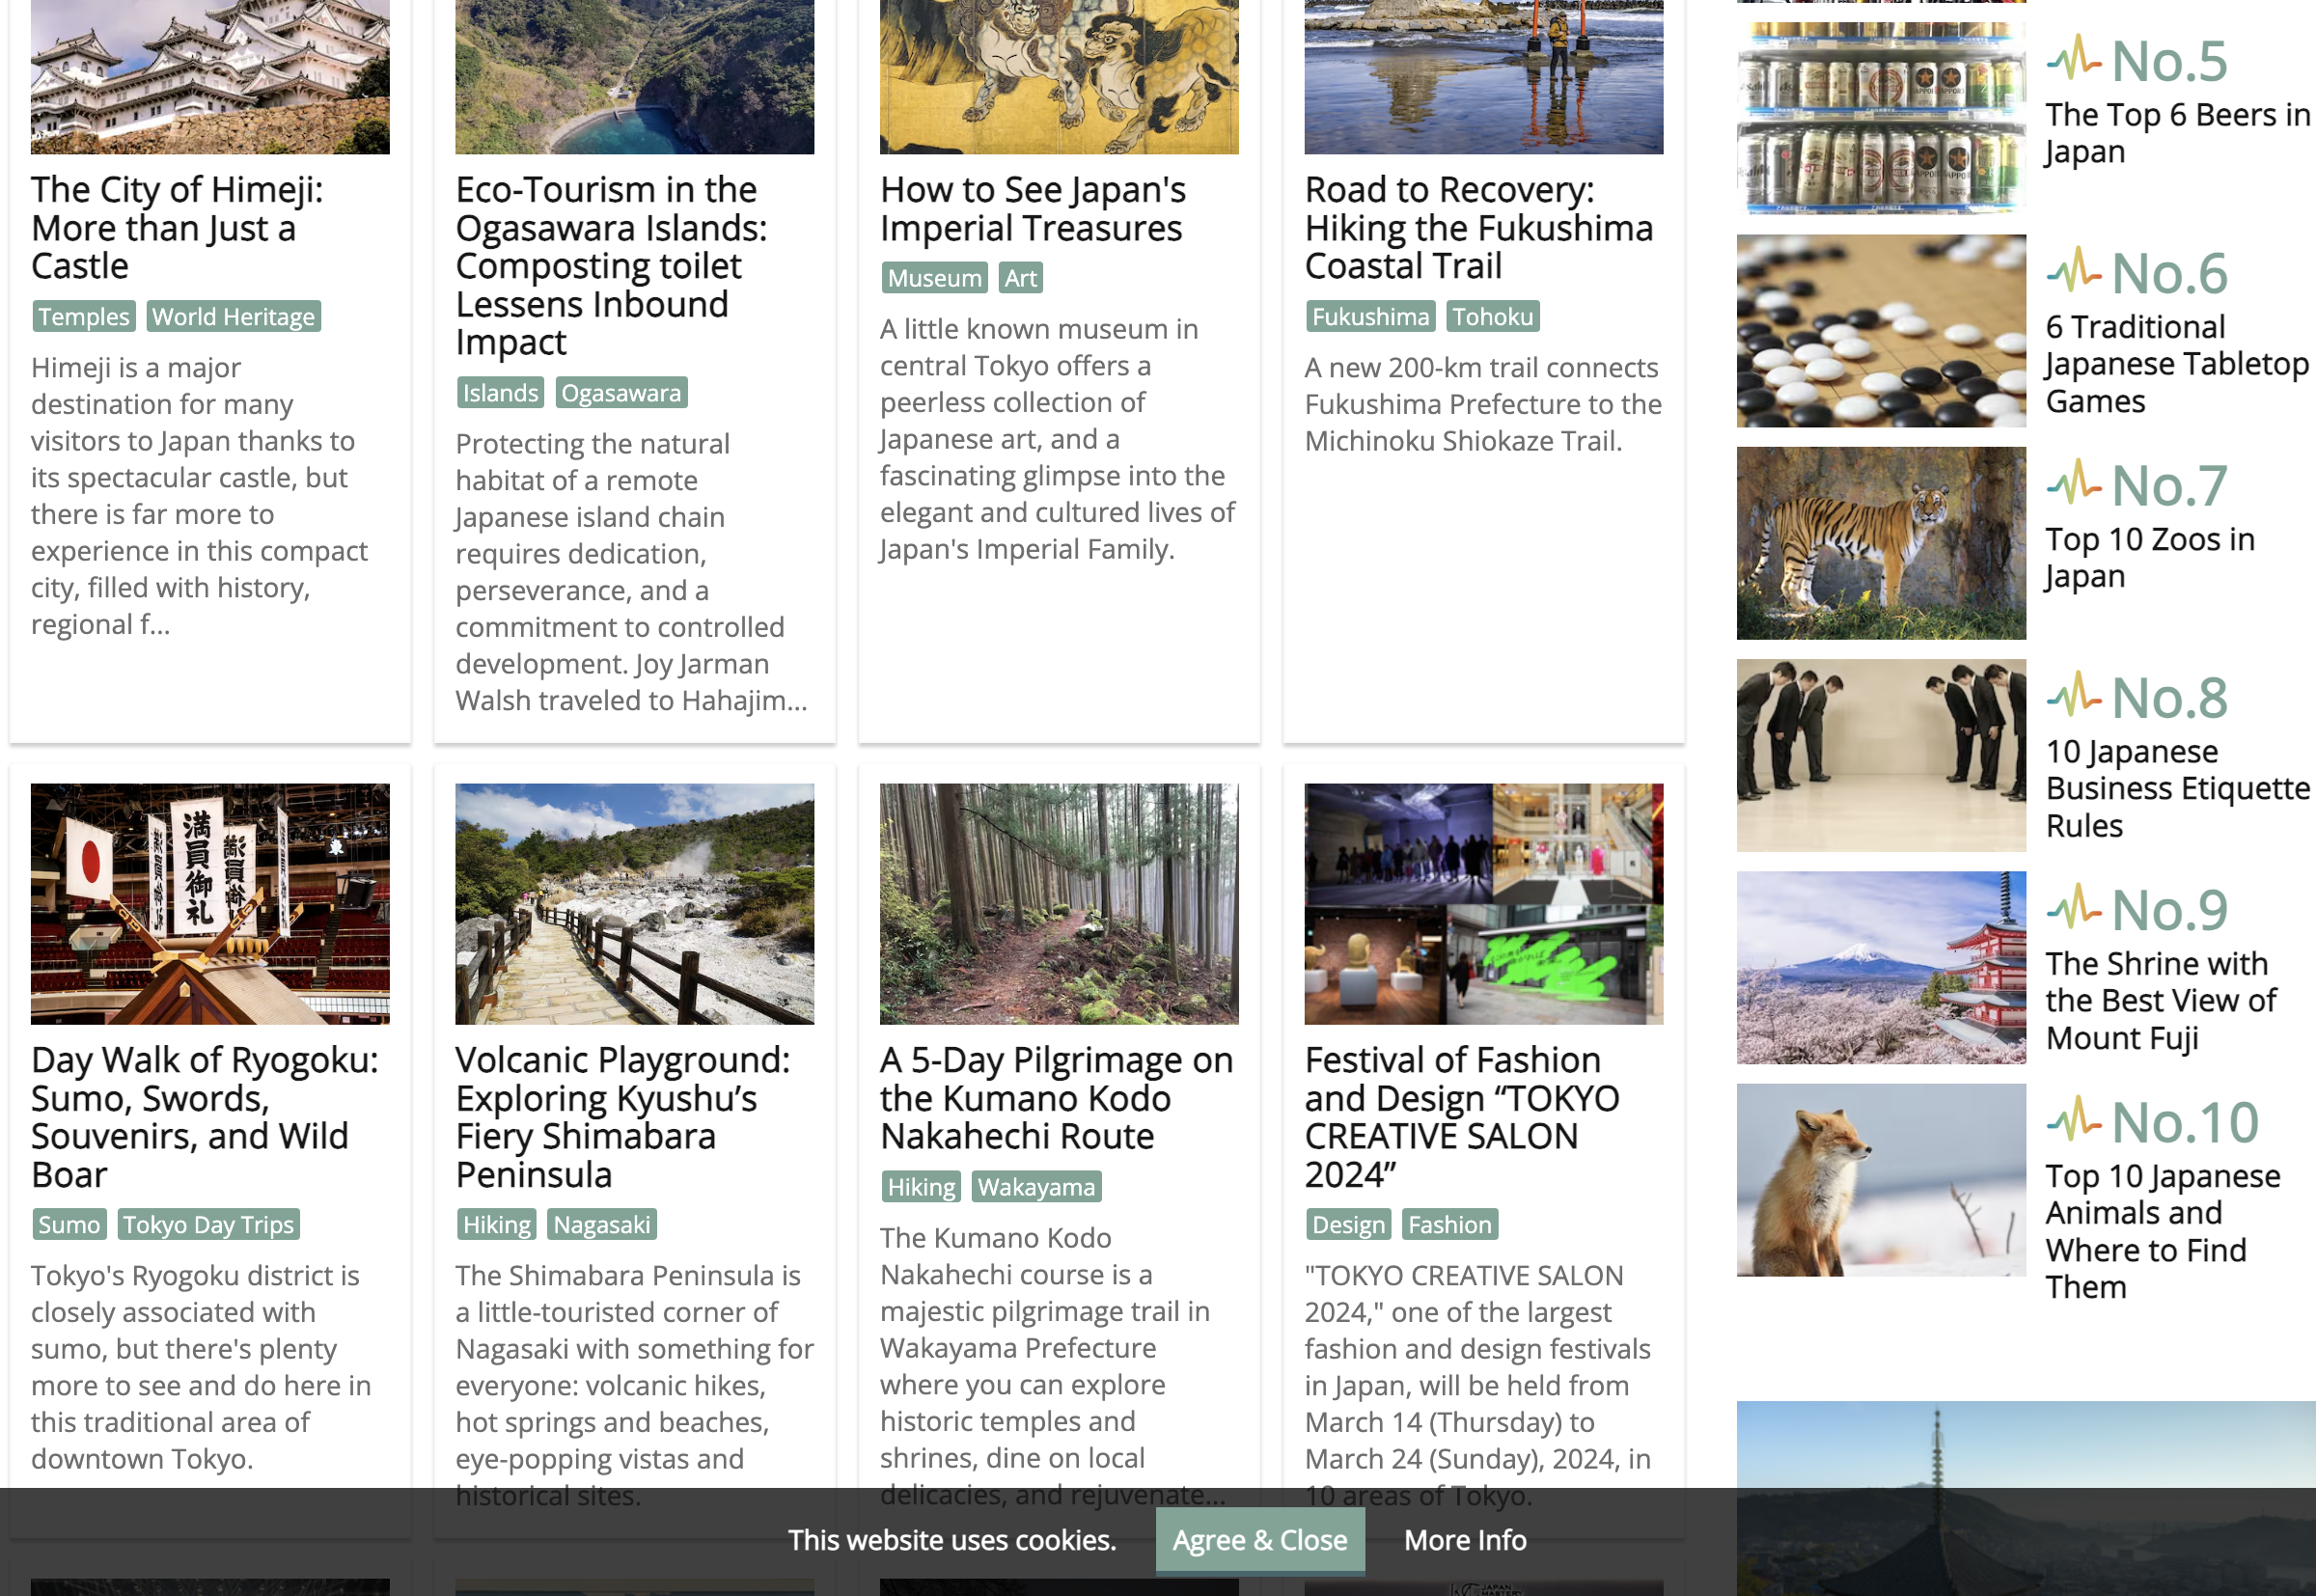 The City of Himeji:
More than Just a
Castle
Temples World Heritage
Himeji is a major
destination for many
visitors to Japan thanks to
its spectacular castle, but
there is far more to
experience in this compact
city, filled with history,
regional f...
Eco-Tourism in the
Ogasawara Islands:
Composting toilet
Lessens Inbound
Impact
Islands Ogasawara
Protecting the natural
habitat of a remote
Japanese island chain
requires dedication,
perseverance, and a
commitment to controlled
development. Joy Jarman
Walsh traveled to Hahajim...
How to See Japan's
Imperial Treasures
Museum Art
A little known museum in
central Tokyo offers a
peerless collection of
Japanese art, and a
fascinating glimpse into the
elegant and cultured lives of
Japan's Imperial Family.
Road to Recovery:
Hiking the Fukushima
Coastal Trail
Fukushima Tohoku
A new 200-km trail connects
Fukushima Prefecture to the
Michinoku Shiokaze Trail.
満員御礼
満員御礼
Day Walk of Ryogoku:
Sumo, Swords,
Souvenirs, and Wild
Boar
Sumo Tokyo Day Trips
Tokyo's Ryogoku district is
closely associated with
sumo, but there's plenty
more to see and do here in
this traditional area of
downtown Tokyo.
Volcanic Playground:
Exploring Kyushu’s
Fiery Shimabara
Peninsula
Hiking Nagasaki
The Shimabara Peninsula is
a little-touristed corner of
Nagasaki with something for
everyone: volcanic hikes,
hot springs and beaches,
eye-popping vistas and
historical sites.
A 5-Day Pilgrimage on
the Kumano Kodo
Nakahechi Route
Hiking Wakayama
The Kumano Kodo
Nakahechi course is a
majestic pilgrimage trail in
Wakayama Prefecture
where you can explore
historic temples and
shrines, dine on local
delicacies, and rejuvenate...
Festival of Fashion
and Design “TOKYO
CREATIVE SALON
2024”
Design Fashion
"TOKYO CREATIVE SALON
2024," one of the largest
fashion and design festivals
in Japan, will be held from
March 14 (Thursday) to
March 24 (Sunday), 2024, in
10 areas of Tokyo.
No.5
The Top 6 Beers in
Japan
No.6
6 Traditional
Japanese Tabletop
Games
No.7
Top 10 Zoos in
Japan
No.8
10 Japanese
Business Etiquette
Rules
No.9
The Shrine with
the Best View of
Mount Fuji
No.10
Top 10 Japanese
Animals and
Where to Find
Them
This website uses cookies. Agree & Close More Info
JAPAN